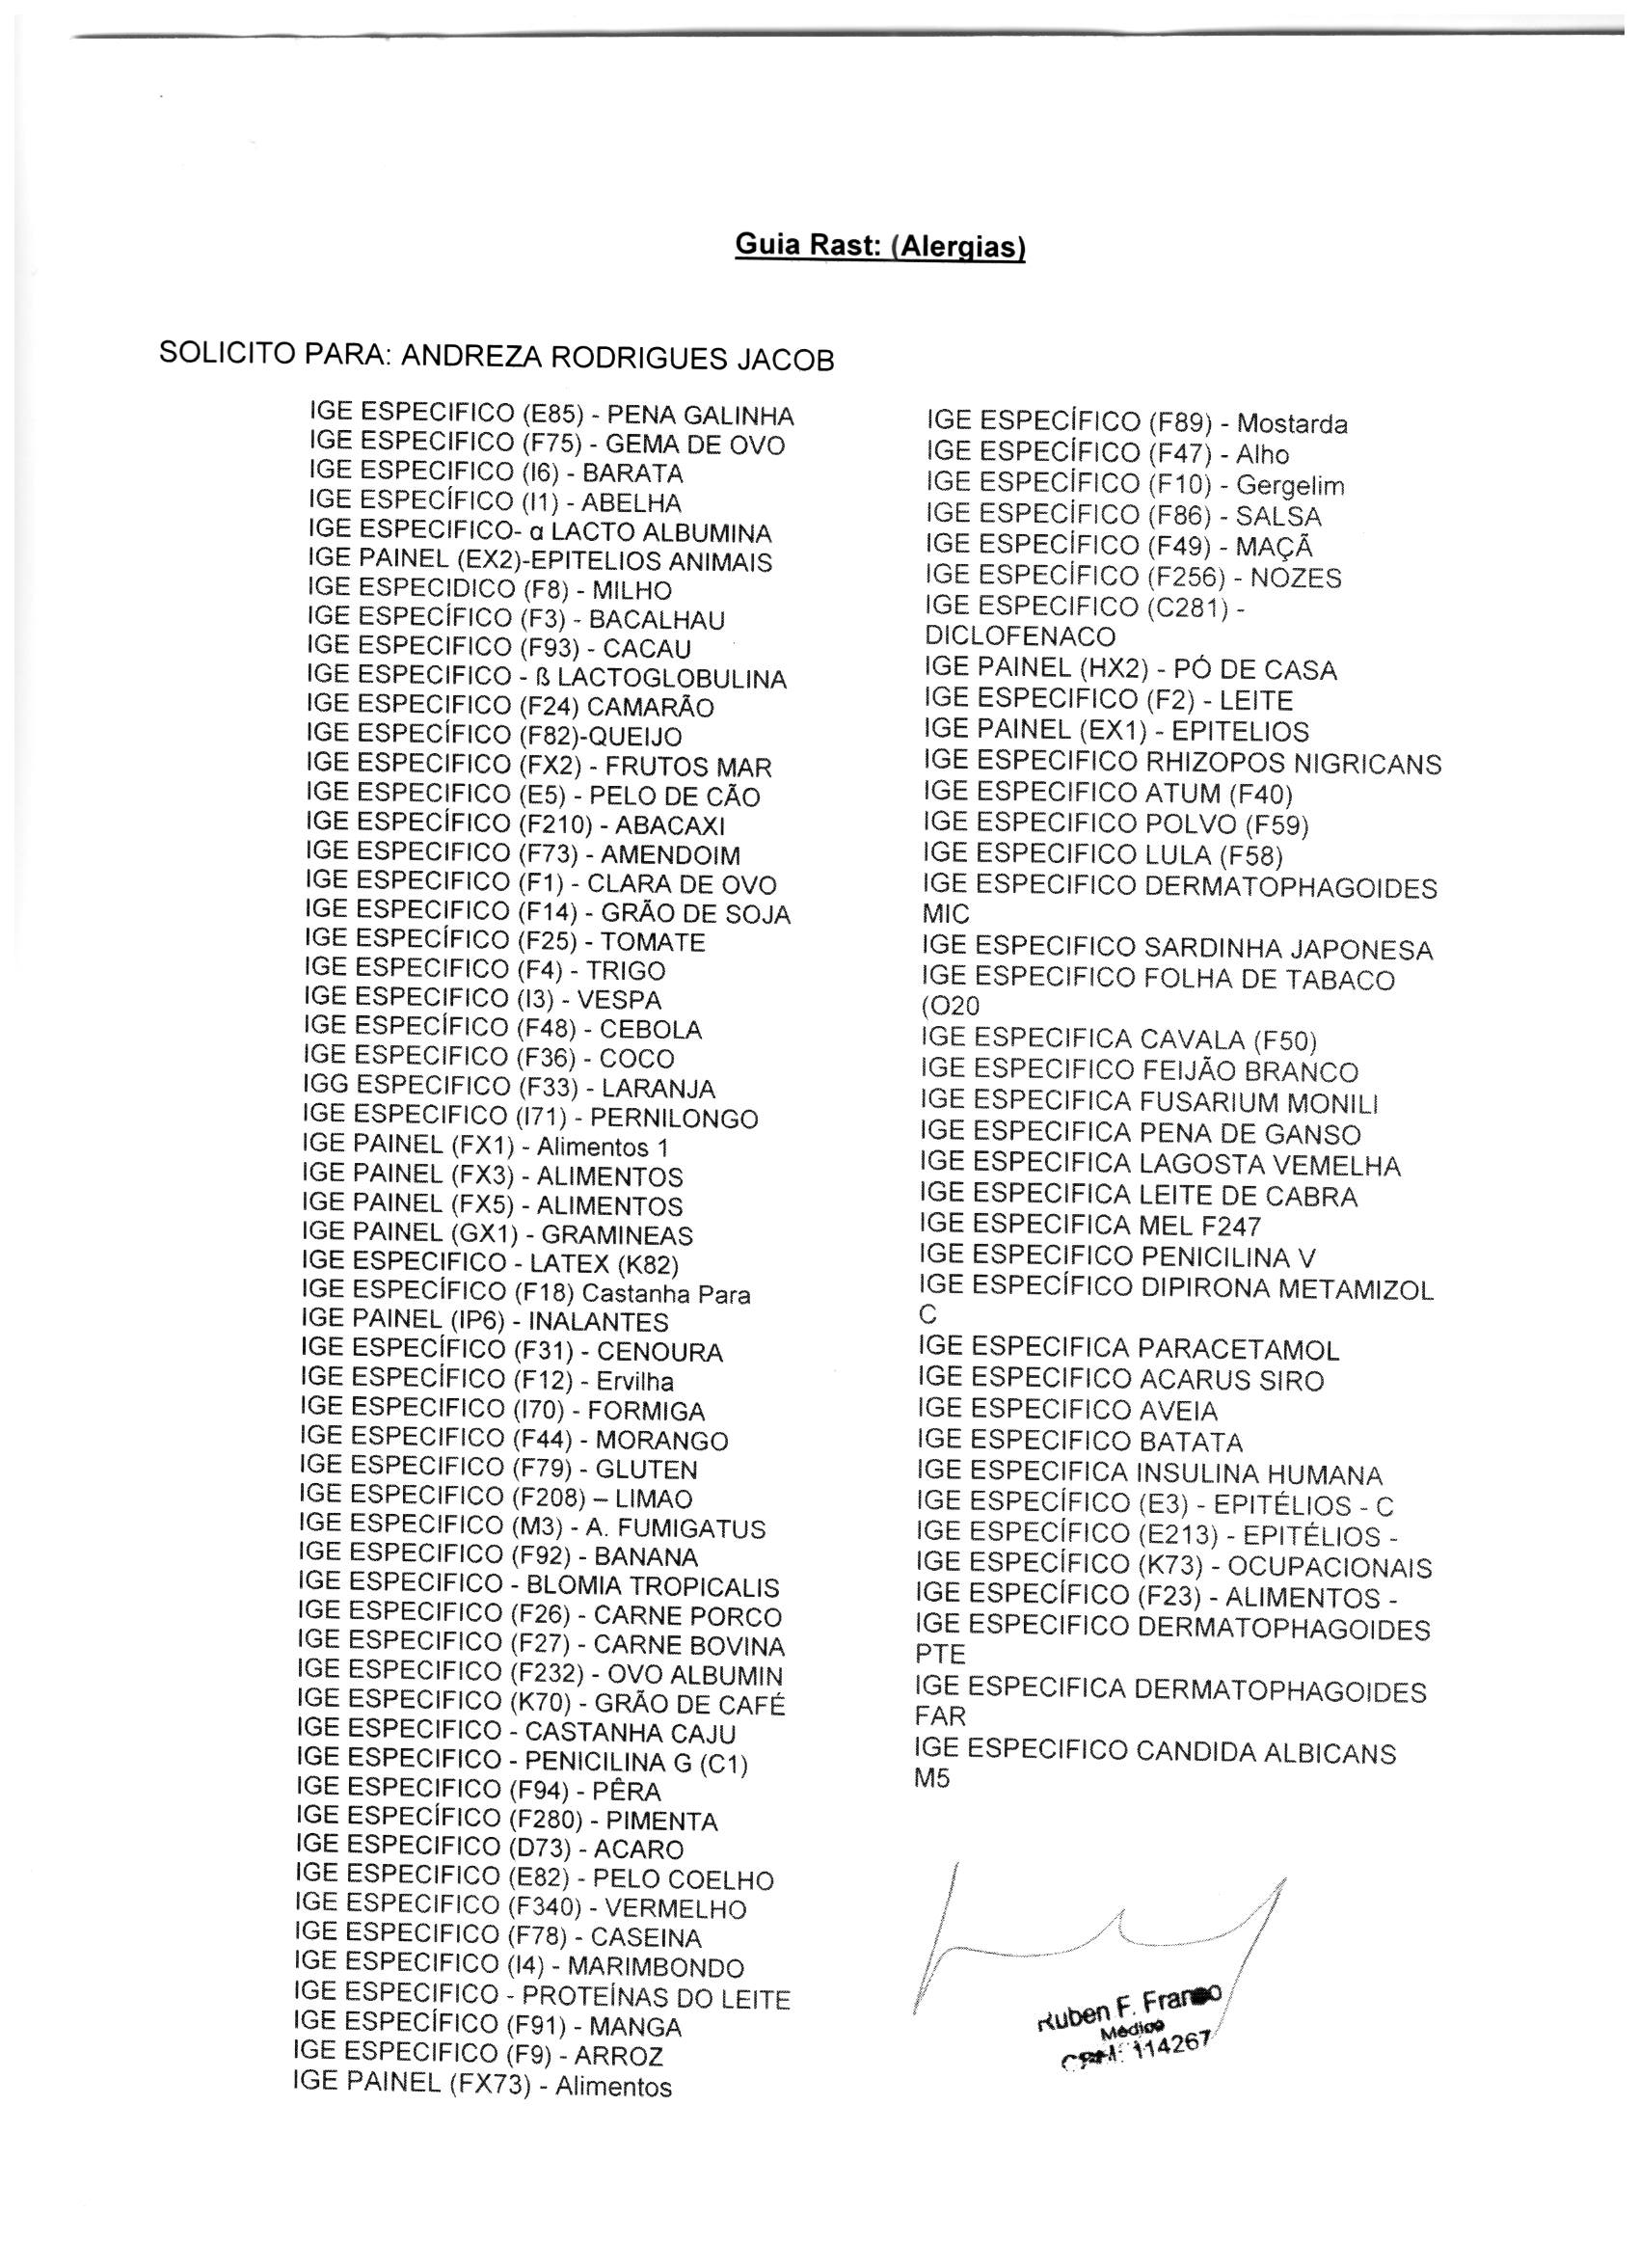 Guia Rast: (Alergias)
SOLICITO PARA: ANDREZA RODRIGUES JACOB
IGE ESPECIFICO (E85) - PENA GALINHA
IGE ESPECIFICO (F75) - GEMA DE OVO
IGE ESPECIFICO (I6) - BARATA
IGE ESPECÍFICO (I1) - ABELHA
IGE ESPECIFICO- α LACTO ALBUMINA
IGE PAINEL (EX2)-EPITELIOS ANIMAIS
IGE ESPECIDICO (F8) - MILHO
IGE ESPECÍFICO (F3) - BACALHAU
IGE ESPECIFICO (F93) - CACAU
IGE ESPECIFICO - ß LACTOGLOBULINA
IGE ESPECIFICO (F24) CAMARÃO
IGE ESPECÍFICO (F82)-QUEIJO
IGE ESPECIFICO (FX2) - FRUTOS MAR
IGE ESPECIFICO (E5) - PELO DE CÃO
IGE ESPECÍFICO (F210) - ABACAXI
IGE ESPECIFICO (F73) - AMENDOIM
IGE ESPECIFICO (F1) - CLARA DE OVO
IGE ESPECIFICO (F14) - GRÃO DE SOJA
IGE ESPECÍFICO (F25) - TOMATE
IGE ESPECIFICO (F4) - TRIGO
IGE ESPECIFICO (I3) - VESPA
IGE ESPECÍFICO (F48) - CEBOLA
IGE ESPECIFICO (F36) - COCO
IGG ESPECIFICO (F33) - LARANJA
IGE ESPECIFICO (I71) - PERNILONGO
IGE PAINEL (FX1) - Alimentos 1
IGE PAINEL (FX3) - ALIMENTOS
IGE PAINEL (FX5) - ALIMENTOS
IGE PAINEL (GX1) - GRAMINEAS
IGE ESPECIFICO - LATEX (K82)
IGE ESPECÍFICO (F18) Castanha Para
IGE PAINEL (IP6) - INALANTES
IGE ESPECÍFICO (F31) - CENOURA
IGE ESPECÍFICO (F12) - Ervilha
IGE ESPECIFICO (I70) - FORMIGA
IGE ESPECIFICO (F44) - MORANGO
IGE ESPECIFICO (F79) - GLUTEN
IGE ESPECIFICO (F208) – LIMAO
IGE ESPECIFICO (M3) - A. FUMIGATUS
IGE ESPECIFICO (F92) - BANANA
IGE ESPECIFICO - BLOMIA TROPICALIS
IGE ESPECIFICO (F26) - CARNE PORCO
IGE ESPECIFICO (F27) - CARNE BOVINA
IGE ESPECIFICO (F232) - OVO ALBUMIN
IGE ESPECIFICO (K70) - GRÃO DE CAFÉ
IGE ESPECIFICO - CASTANHA CAJU
IGE ESPECIFICO - PENICILINA G (C1)
IGE ESPECIFICO (F94) - PÊRA
IGE ESPECÍFICO (F280) - PIMENTA
IGE ESPECIFICO (D73) - ACARO
IGE ESPECIFICO (E82) - PELO COELHO
IGE ESPECIFICO (F340) - VERMELHO
IGE ESPECIFICO (F78) - CASEINA
IGE ESPECIFICO (I4) - MARIMBONDO
IGE ESPECIFICO - PROTEÍNAS DO LEITE
IGE ESPECÍFICO (F91) - MANGA
IGE ESPECIFICO (F9) - ARROZ
IGE PAINEL (FX73) - Alimentos
IGE ESPECÍFICO (F89) - Mostarda
IGE ESPECÍFICO (F47) - Alho
IGE ESPECÍFICO (F10) - Gergelim
IGE ESPECÍFICO (F86) - SALSA
IGE ESPECÍFICO (F49) - MAÇÃ
IGE ESPECÍFICO (F256) - NOZES
IGE ESPECIFICO (C281) -
DICLOFENACO
IGE PAINEL (HX2) - PÓ DE CASA
IGE ESPECIFICO (F2) - LEITE
IGE PAINEL (EX1) - EPITELIOS
IGE ESPECIFICO RHIZOPOS NIGRICANS
IGE ESPECIFICO ATUM (F40)
IGE ESPECIFICO POLVO (F59)
IGE ESPECIFICO LULA (F58)
IGE ESPECIFICO DERMATOPHAGOIDES
MIC
IGE ESPECIFICO SARDINHA JAPONESA
IGE ESPECIFICO FOLHA DE TABACO
(O20
IGE ESPECIFICA CAVALA (F50)
IGE ESPECIFICO FEIJÃO BRANCO
IGE ESPECIFICA FUSARIUM MONILI
IGE ESPECIFICA PENA DE GANSO
IGE ESPECIFICA LAGOSTA VEMELHA
IGE ESPECIFICA LEITE DE CABRA
IGE ESPECIFICA MEL F247
IGE ESPECIFICO PENICILINA V
IGE ESPECÍFICO DIPIRONA METAMIZOL
C
IGE ESPECIFICA PARACETAMOL
IGE ESPECIFICO ACARUS SIRO
IGE ESPECIFICO AVEIA
IGE ESPECIFICO BATATA
IGE ESPECIFICA INSULINA HUMANA
IGE ESPECÍFICO (E3) - EPITÉLIOS - C
IGE ESPECÍFICO (E213) - EPITÉLIOS -
IGE ESPECÍFICO (K73) - OCUPACIONAIS
IGE ESPECÍFICO (F23) - ALIMENTOS -
IGE ESPECIFICO DERMATOPHAGOIDES
PTE
IGE ESPECIFICA DERMATOPHAGOIDES
FAR
IGE ESPECIFICO CANDIDA ALBICANS
M5
Ruben F. Franco
Médico
CRM: 114267